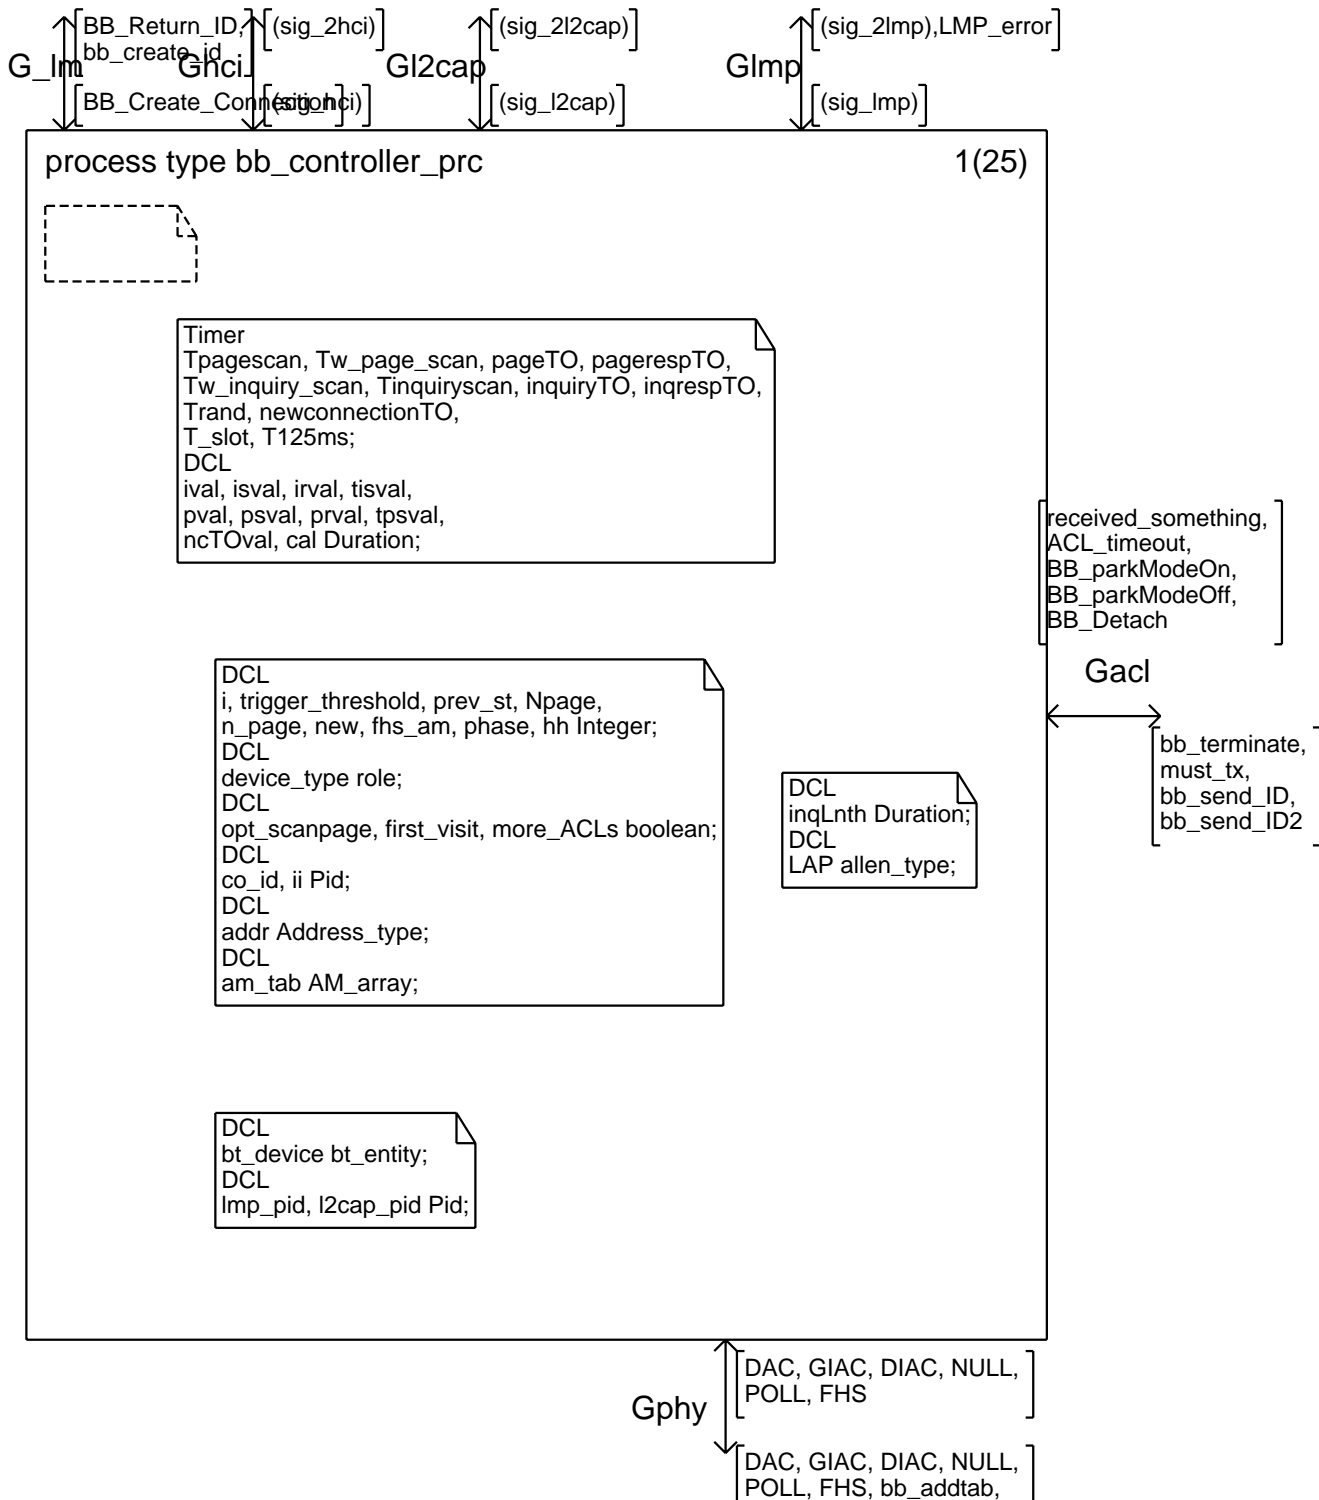 BB_Return_ID,
bb_create_id
(sig_2hci)
(sig_2l2cap)
(sig_2lmp),LMP_error
G_lm
Ghci
Gl2cap
Glmp
BB_Create_Connection
(sig_hci)
(sig_l2cap)
(sig_lmp)
process type bb_controller_prc
1(25)
Timer
Tpagescan, Tw_page_scan, pageTO, pagerespTO,
Tw_inquiry_scan, Tinquiryscan, inquiryTO, inqrespTO,
Trand, newconnectionTO,
T_slot, T125ms;
DCL
ival, isval, irval, tisval,
pval, psval, prval, tpsval,
ncTOval, cal Duration;
received_something,
ACL_timeout,
BB_parkModeOn,
BB_parkModeOff,
BB_Detach
Gacl
bb_terminate,
must_tx,
bb_send_ID,
bb_send_ID2
DCL
i, trigger_threshold, prev_st, Npage,
n_page, new, fhs_am, phase, hh Integer;
DCL
device_type role;
DCL
opt_scanpage, first_visit, more_ACLs boolean;
DCL
co_id, ii Pid;
DCL
addr Address_type;
DCL
am_tab AM_array;
DCL
inqLnth Duration;
DCL
LAP allen_type;
DCL
bt_device bt_entity;
DCL
lmp_pid, l2cap_pid Pid;
Gphy
DAC, GIAC, DIAC, NULL,
POLL, FHS
DAC, GIAC, DIAC, NULL,
POLL, FHS, bb_addtab,